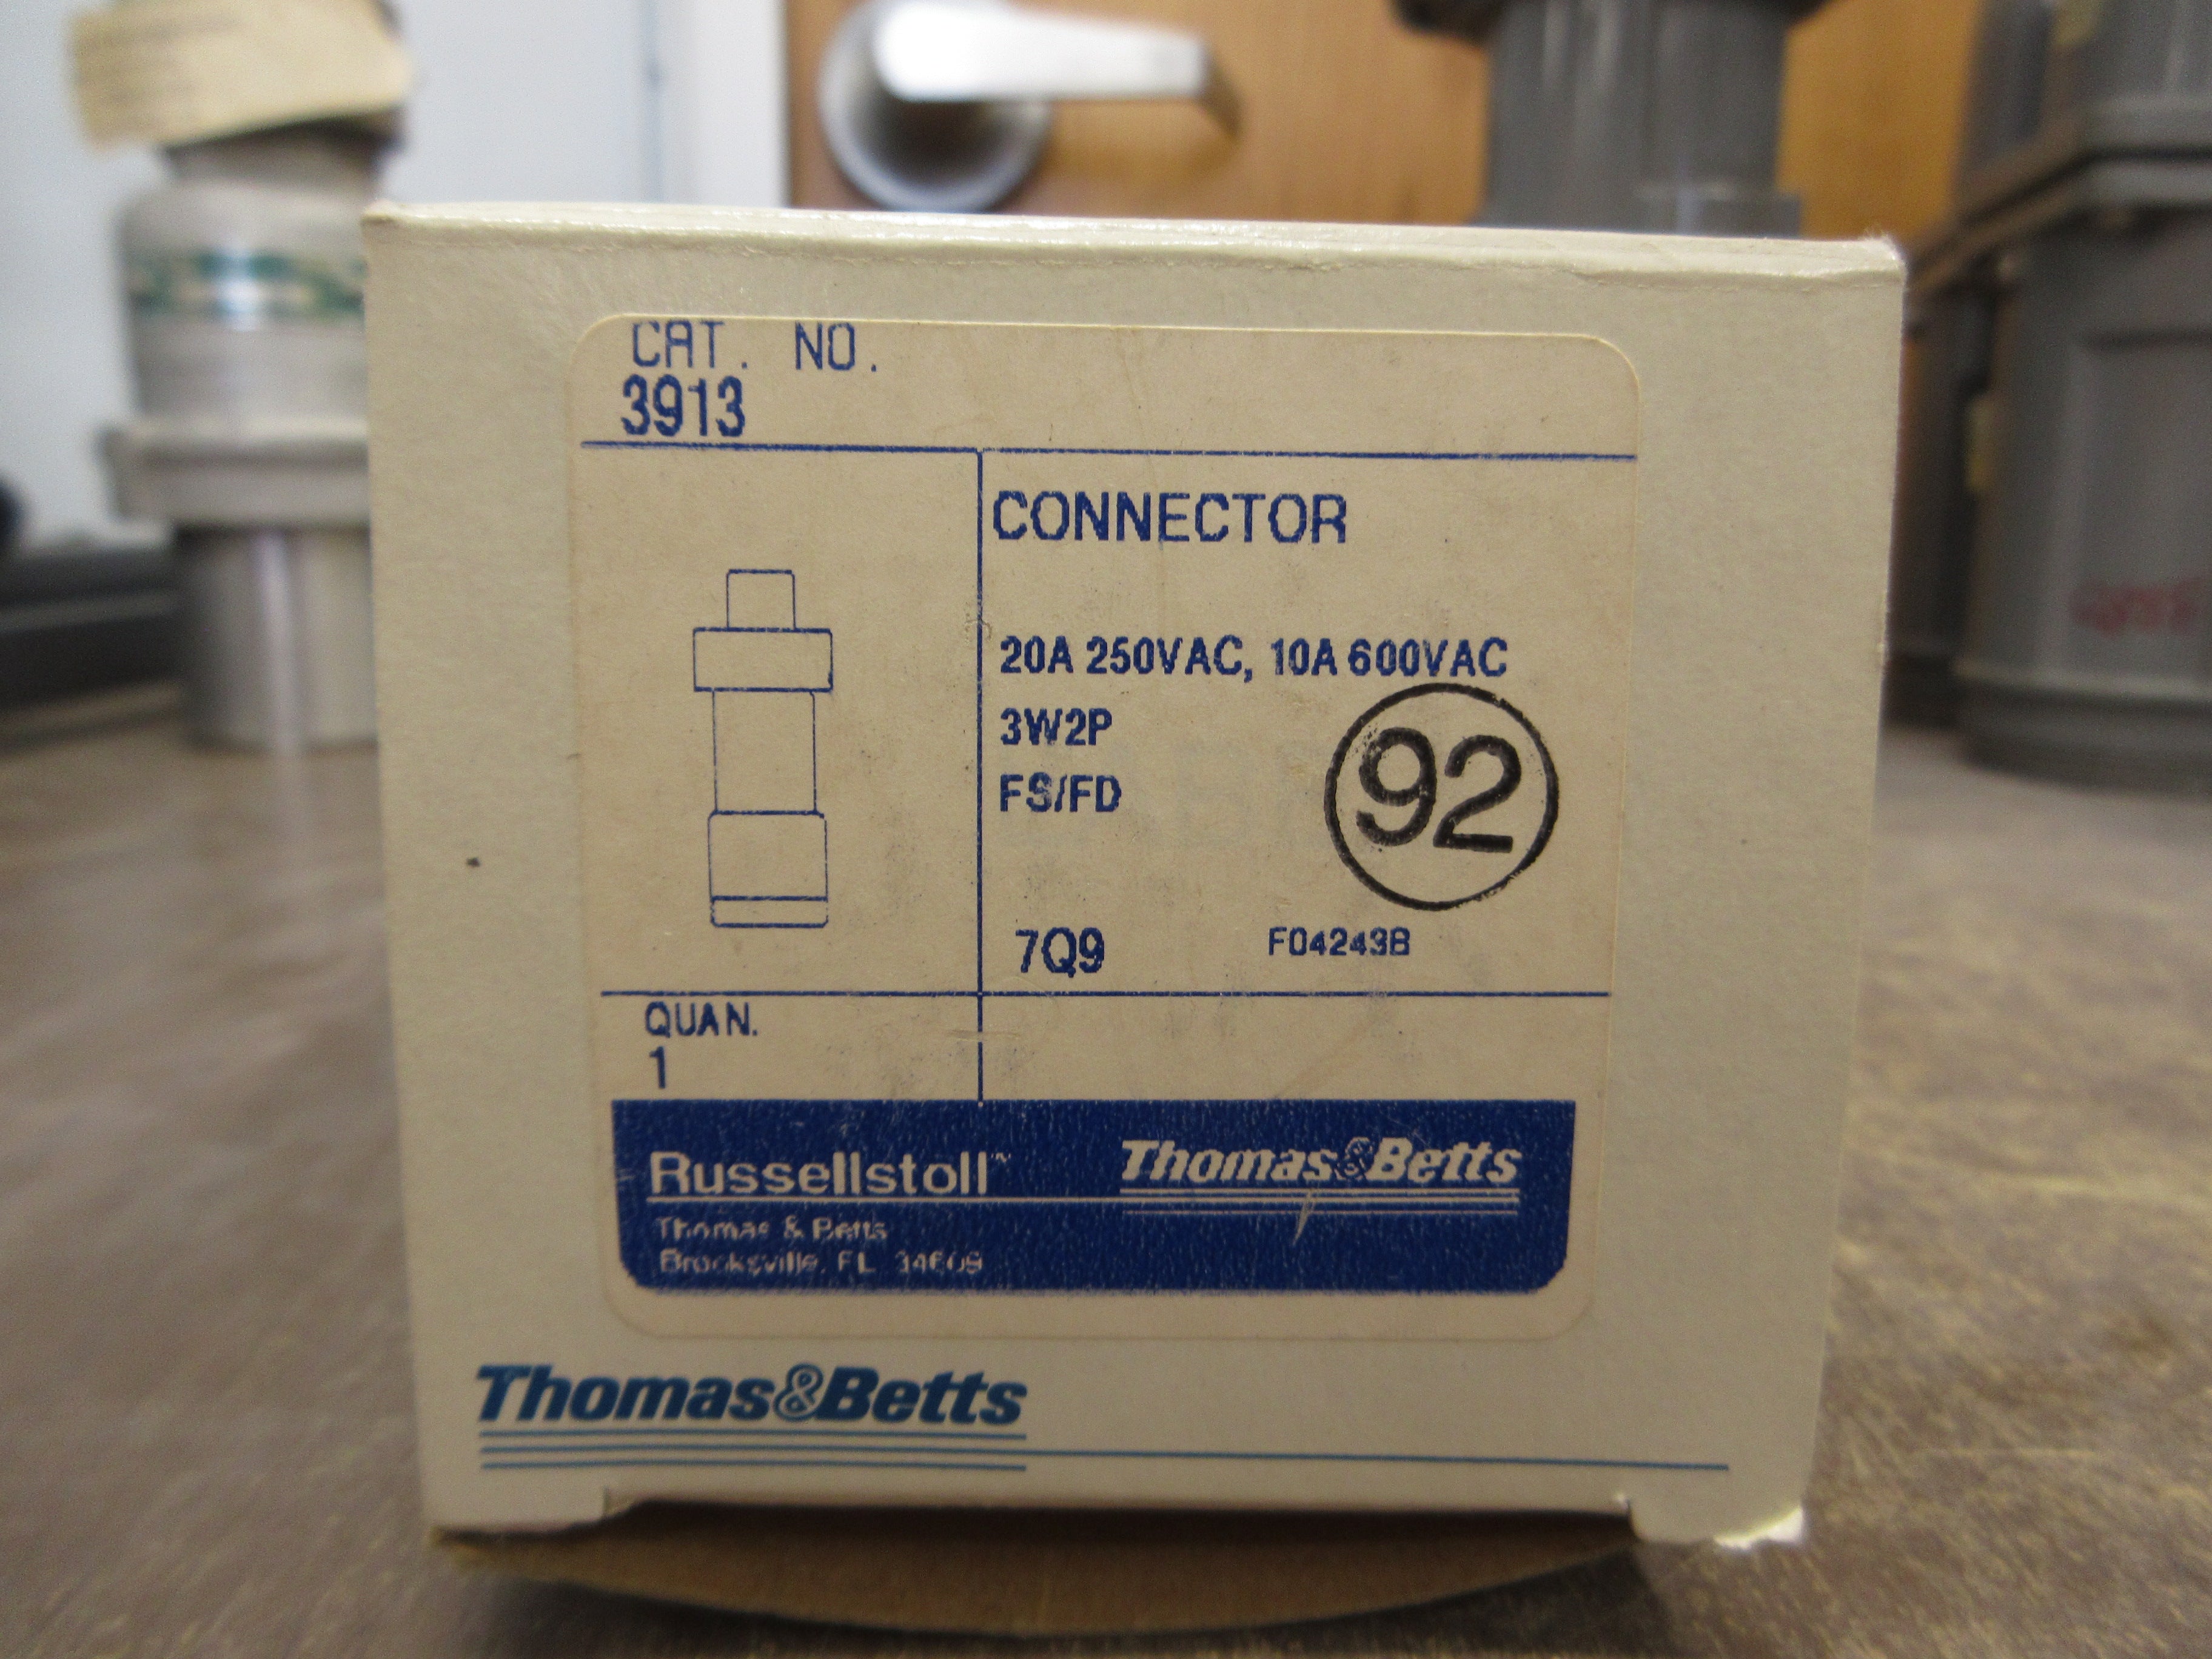 CAT. NO.
3913
CONNECTOR
20A 250VAC, 10A 600VAC
3W2P
FS/FD
92
7Q9 F04243B
QUAN.
1
Russellstoll™ Thomas&Betts
Thomas & Betts
Brooksville, FL 34609
Thomas&Betts